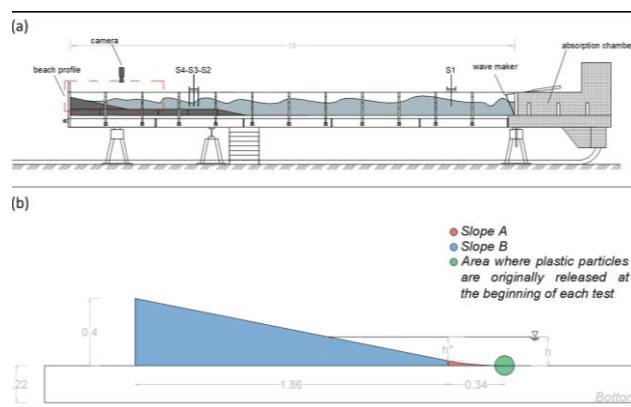 (a)
camera
18
beach profile
S4-S3-S2
S1
wave maker
absorption chamber
(b)
Slope A
Slope B
Area where plastic particles
are originally released at
the beginning of each test
0.4
h*
h
.22
1.86
0.34
Bottom